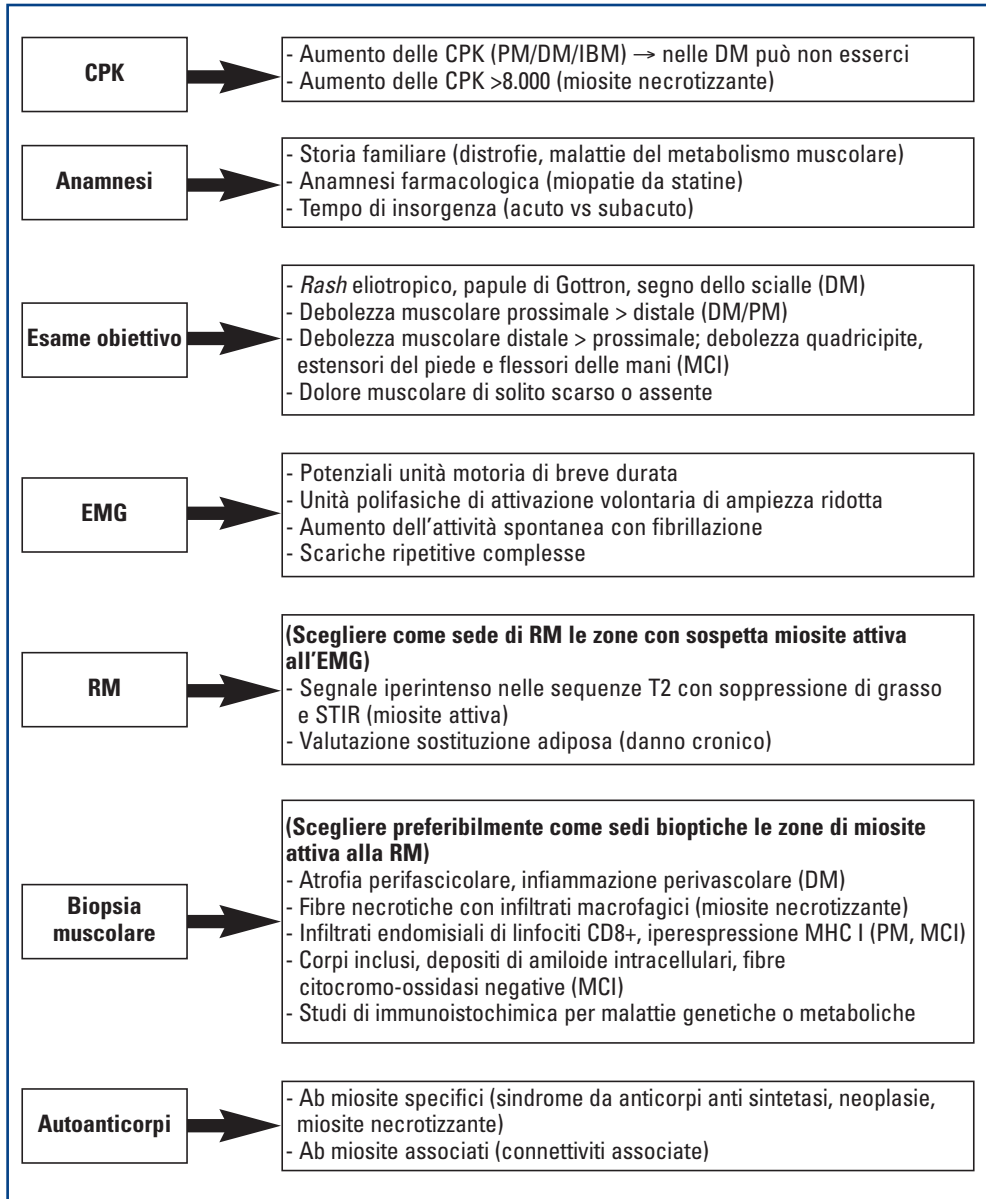 CPK
- Aumento delle CPK (PM/DM/IBM) → nelle DM può non esserci
- Aumento delle CPK >8.000 (miosite necrotizzante)
Anamnesi
- Storia familiare (distrofie, malattie del metabolismo muscolare)
- Anamnesi farmacologica (miopatie da statine)
- Tempo di insorgenza (acuto vs subacuto)
Esame obiettivo
- Rash eliotropico, papule di Gottron, segno dello scialle (DM)
- Debolezza muscolare prossimale > distale (DM/PM)
- Debolezza muscolare distale > prossimale; debolezza quadricipite,
estensori del piede e flessori delle mani (MCI)
- Dolore muscolare di solito scarso o assente
EMG
- Potenziali unità motoria di breve durata
- Unità polifasiche di attivazione volontaria di ampiezza ridotta
- Aumento dell'attività spontanea con fibrillazione
- Scariche ripetitive complesse
RM
(Scegliere come sede di RM le zone con sospetta miosite attiva
all'EMG)
- Segnale iperintenso nelle sequenze T2 con soppressione di grasso
e STIR (miosite attiva)
- Valutazione sostituzione adiposa (danno cronico)
Biopsia
muscolare
(Scegliere preferibilmente come sedi bioptiche le zone di miosite
attiva alla RM)
- Atrofia perifascicolare, infiammazione perivascolare (DM)
- Fibre necrotiche con infiltrati macrofagici (miosite necrotizzante)
- Infiltrati endomisiali di linfociti CD8+, iperespressione MHC I (PM, MCI)
- Corpi inclusi, depositi di amiloide intracellulari, fibre
citocromo-ossidasi negative (MCI)
- Studi di immunoistochimica per malattie genetiche o metaboliche
Autoanticorpi
- Ab miosite specifici (sindrome da anticorpi anti sintetasi, neoplasie,
miosite necrotizzante)
- Ab miosite associati (connettiviti associate)